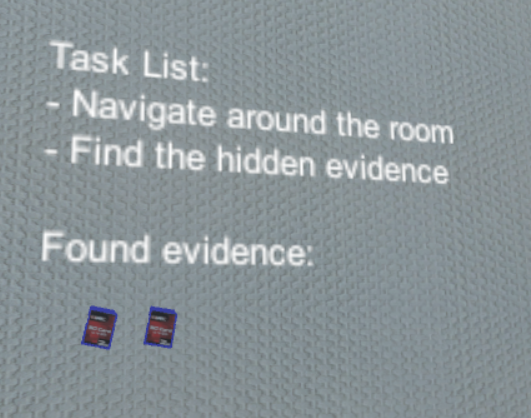 Task List:
- Navigate around the room
- Find the hidden evidence
Found evidence: